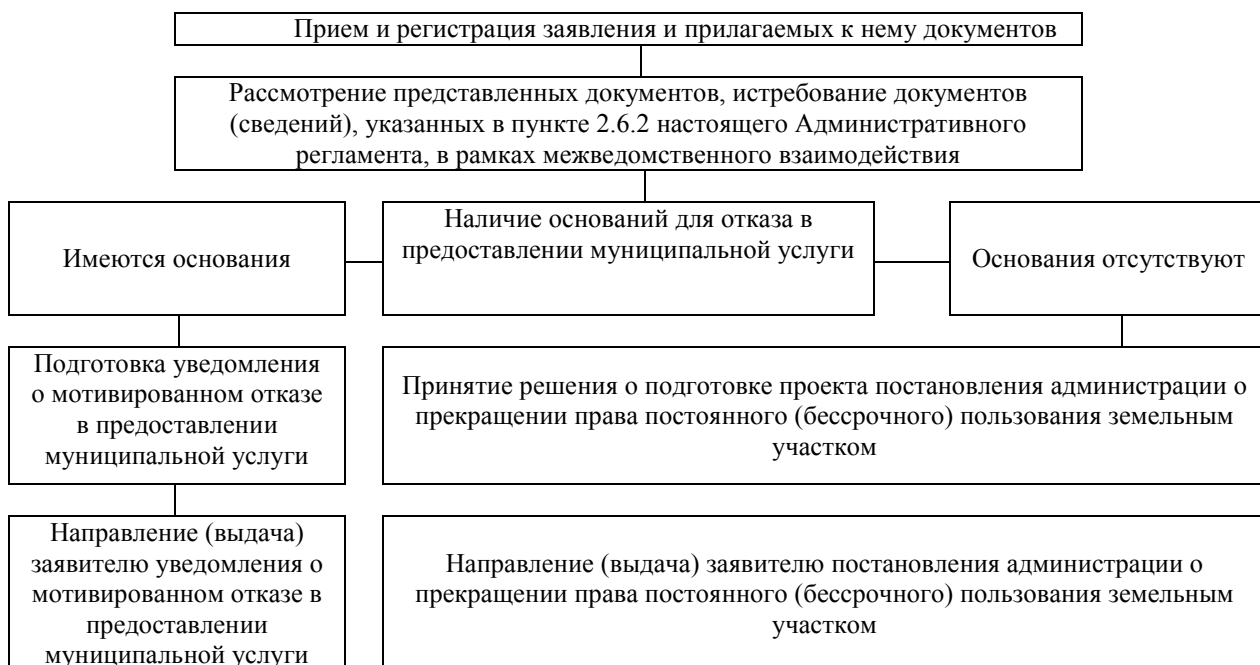 Прием и регистрация заявления и прилагаемых к нему документов
Рассмотрение представленных документов, истребование документов
(сведений), указанных в пункте 2.6.2 настоящего Административного
регламента, в рамках межведомственного взаимодействия
Имеются основания
Наличие оснований для отказа в
предоставлении муниципальной услуги
Основания отсутствуют
Подготовка уведомления
о мотивированном отказе
в предоставлении
муниципальной услуги
Принятие решения о подготовке проекта постановления администрации о
прекращении права постоянного (бессрочного) пользования земельным
участком
Направление (выдача)
заявителю уведомления о
мотивированном отказе в
предоставлении
муниципальной услуги
Направление (выдача) заявителю постановления администрации о
прекращении права постоянного (бессрочного) пользования земельным
участком